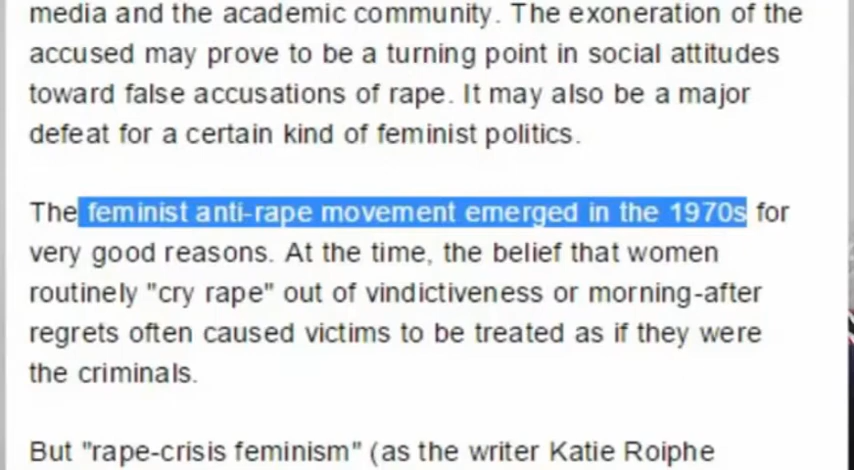 media and the academic community. The exoneration of the
accused may prove to be a turning point in social attitudes
toward false accusations of rape. It may also be a major
defeat for a certain kind of feminist politics.
The feminist anti-rape movement emerged in the 1970s for
very good reasons. At the time, the belief that women
routinely "cry rape" out of vindictiveness or morning-after
regrets often caused victims to be treated as if they were
the criminals.
But "rape-crisis feminism" (as the writer Katie Roiphe